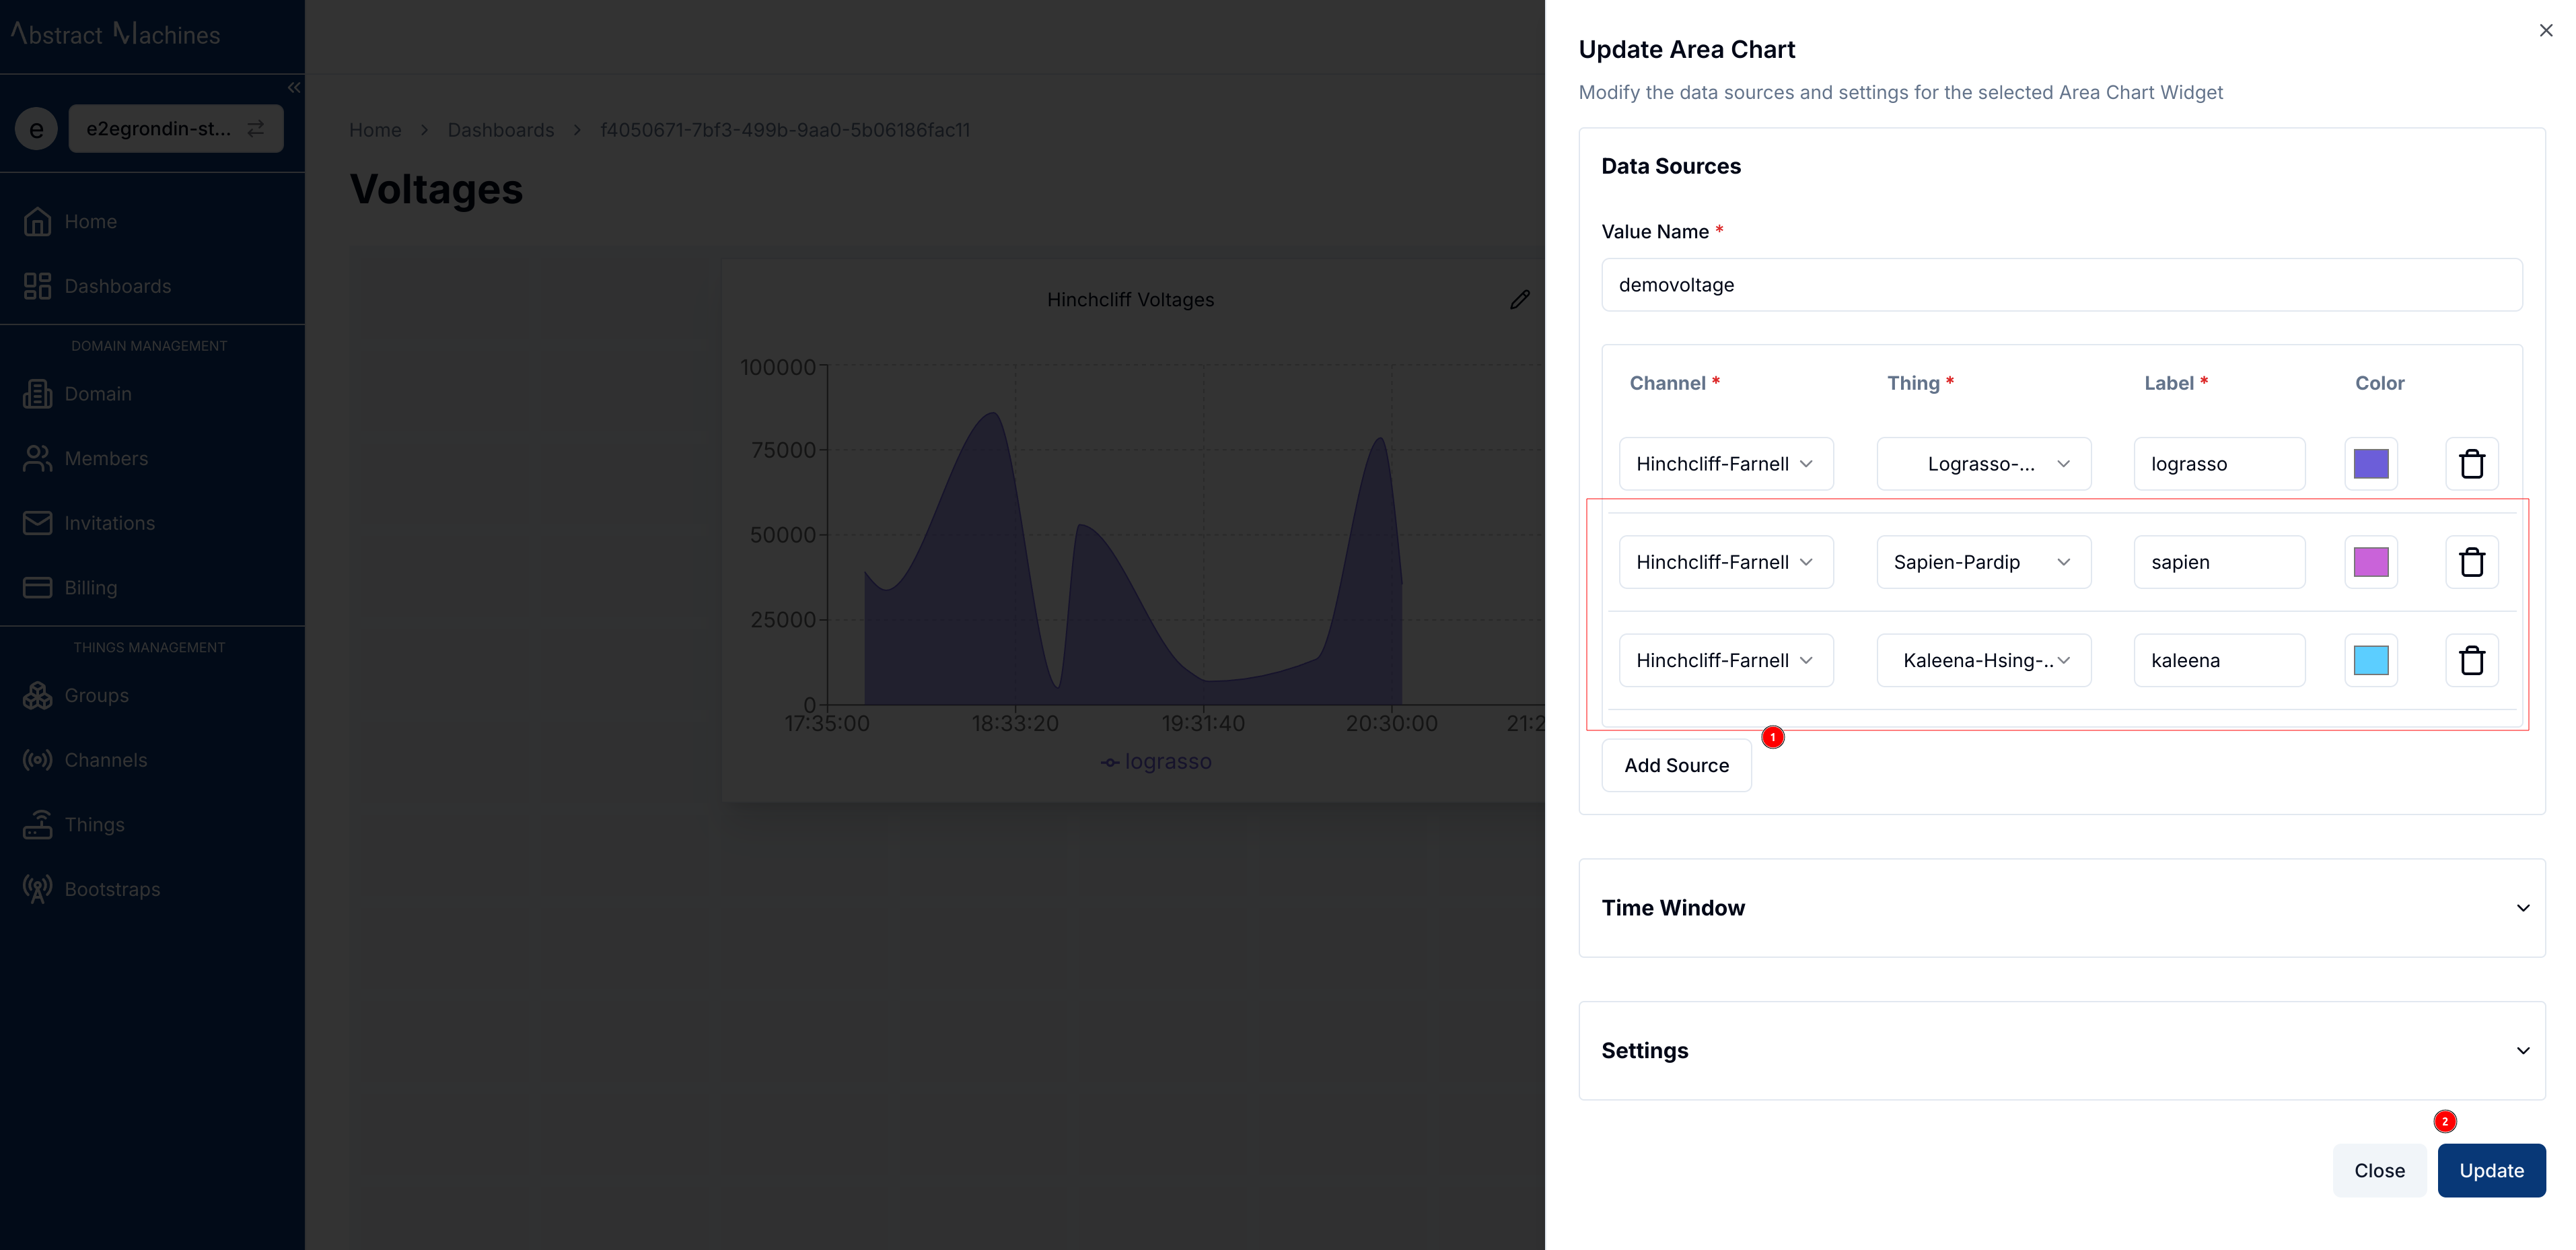 Abstract Machines
e
e2egrondin-st...
Home
Dashboards
DOMAIN MANAGEMENT
Domain
Members
Invitations
Billing
THINGS MANAGEMENT
Groups
Channels
Things
Bootstraps
Home > Dashboards > f4050671-7bf3-499b-9aa0-5b06186fac11
Voltages
Hinchcliff Voltages
100000
75000
50000
25000
0
17:35:00 18:33:20 19:31:40 20:30:00 21:2
lograsso
Update Area Chart
Modify the data sources and settings for the selected Area Chart Widget
Data Sources
Value Name *
demovoltage
Channel * Thing * Label * Color
Hinchcliff-Farnell Lograsso-... lograsso
Hinchcliff-Farnell Sapien-Pardip sapien
Hinchcliff-Farnell Kaleena-Hsing-.. kaleena
1
Add Source
Time Window
Settings
2
Close Update